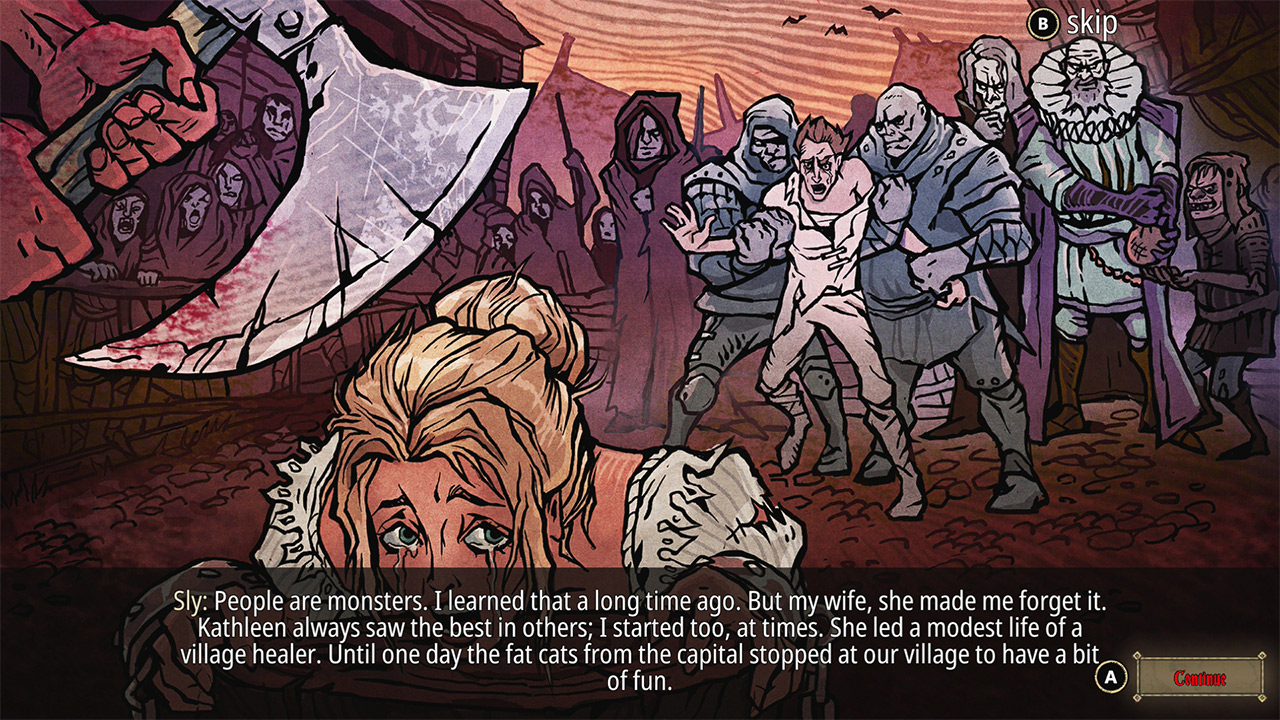 B skip
Sly: People are monsters. I learned that a long time ago. But my wife, she made me forget it.
Kathleen always saw the best in others; I started too, at times. She led a modest life of a
village healer. Until one day the fat cats from the capital stopped at our village to have a bit
of fun.
A Continue